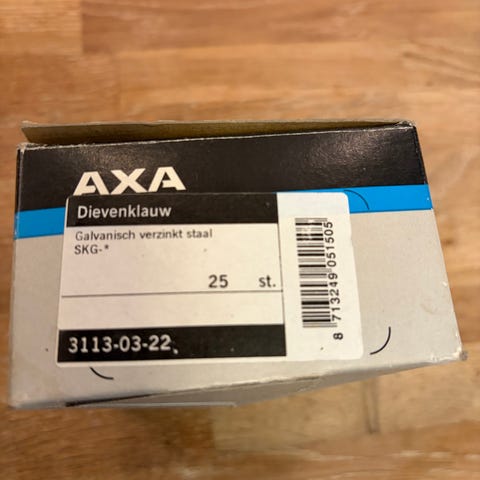 AXA
Dievenklauw
Galvanisch verzinkt staal
SKG-*
25 st.
3113-03-22
8 713249 051505